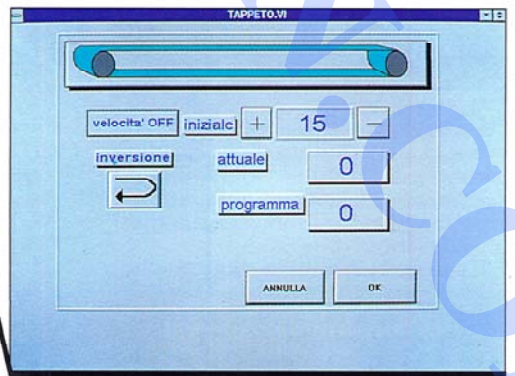 TAPPETO.VI
velocita' OFF iniziale + 15 −
inversione attuale 0
programma 0
ANNULLA OK